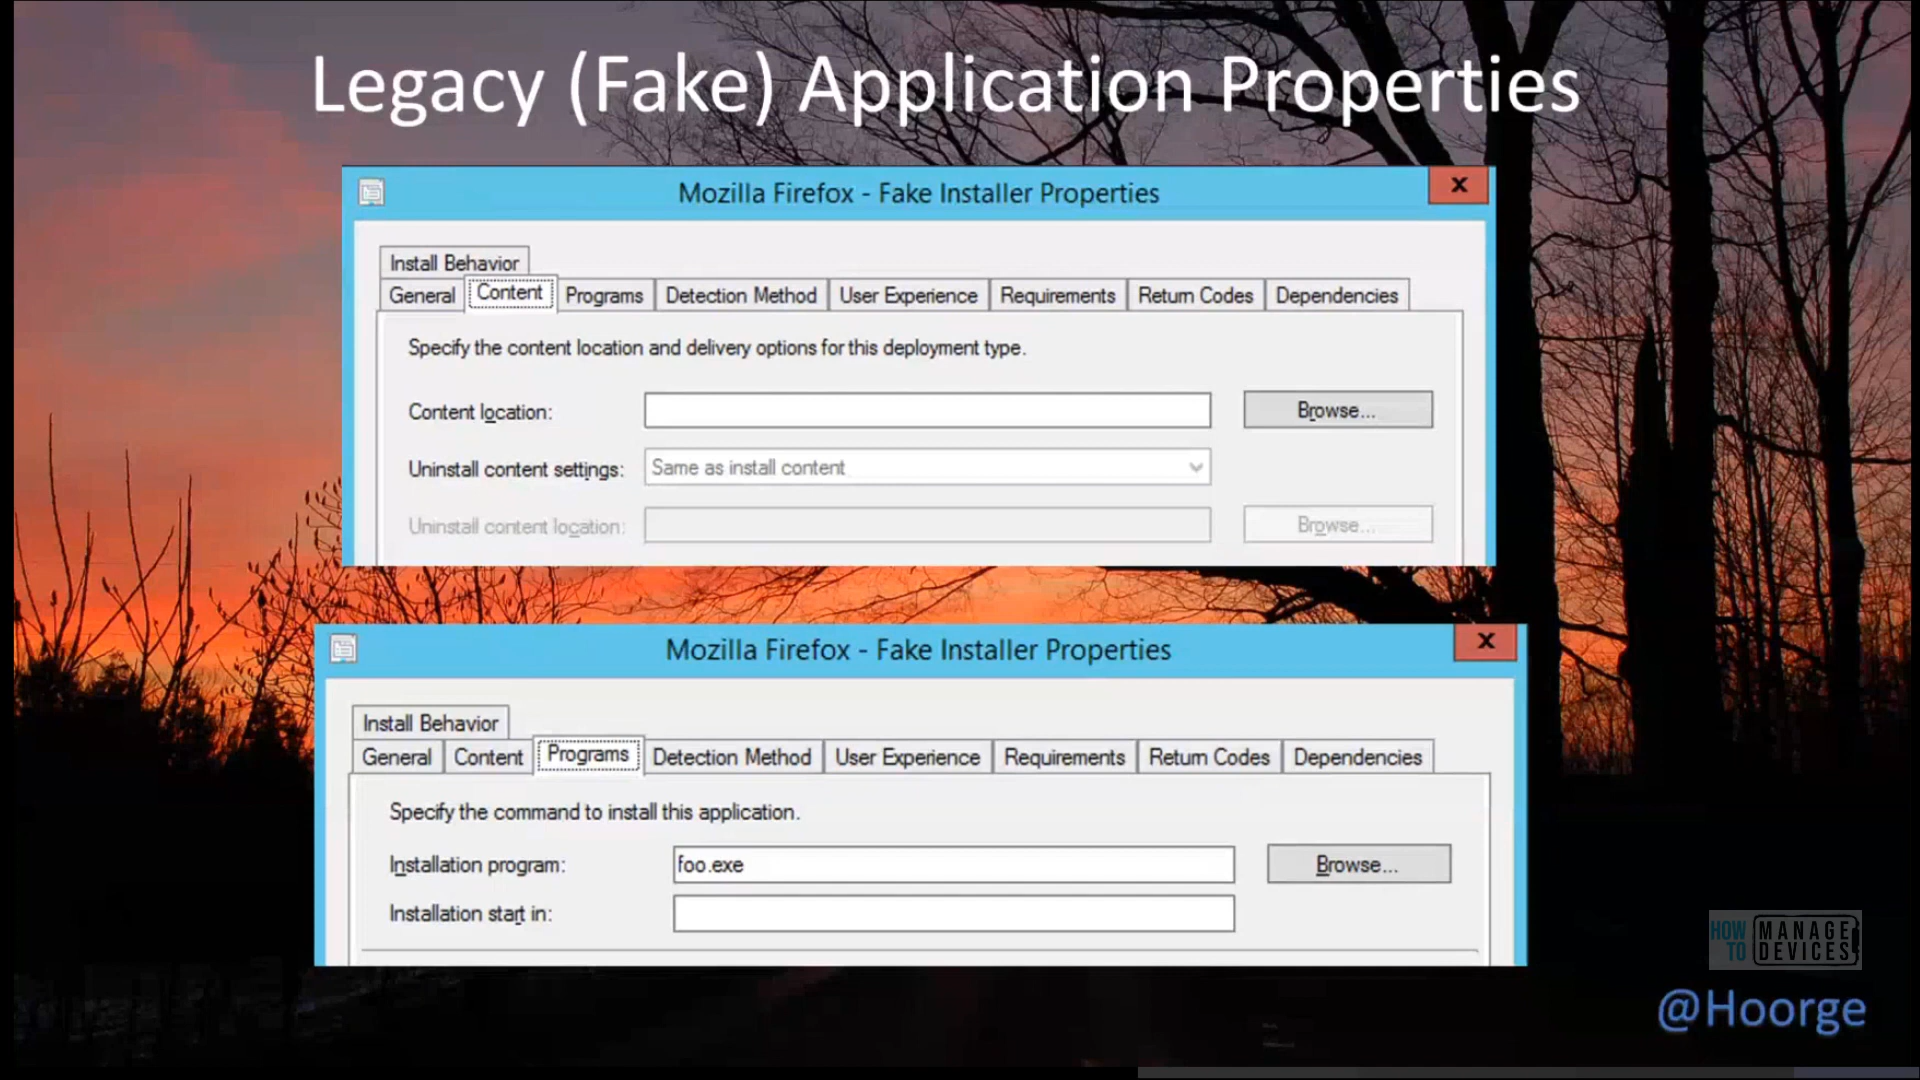 Legacy (Fake) Application Properties
Mozilla Firefox - Fake Installer Properties
x
Install Behavior
General Content Programs Detection Method User Experience Requirements Return Codes Dependencies
Specify the content location and delivery options for this deployment type.
Content location: Browse...
Uninstall content settings: Same as install content
Uninstall content location: Browse...
Mozilla Firefox - Fake Installer Properties
x
Install Behavior
General Content Programs Detection Method User Experience Requirements Return Codes Dependencies
Specify the command to install this application.
Installation program: foo.exe Browse...
Installation start in:
HOW TO MANAGE DEVICES
@Hoorge